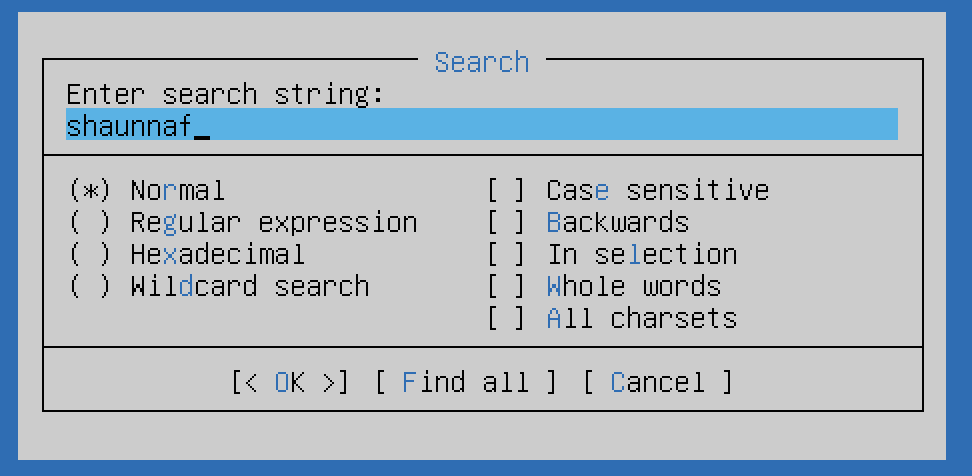 Search
Enter search string:
shaunnaf_
(*) Normal [ ] Case sensitive
( ) Regular expression [ ] Backwards
( ) Hexadecimal [ ] In selection
( ) Wildcard search [ ] Whole words
[ ] All charsets
[< OK >] [ Find all ] [ Cancel ]